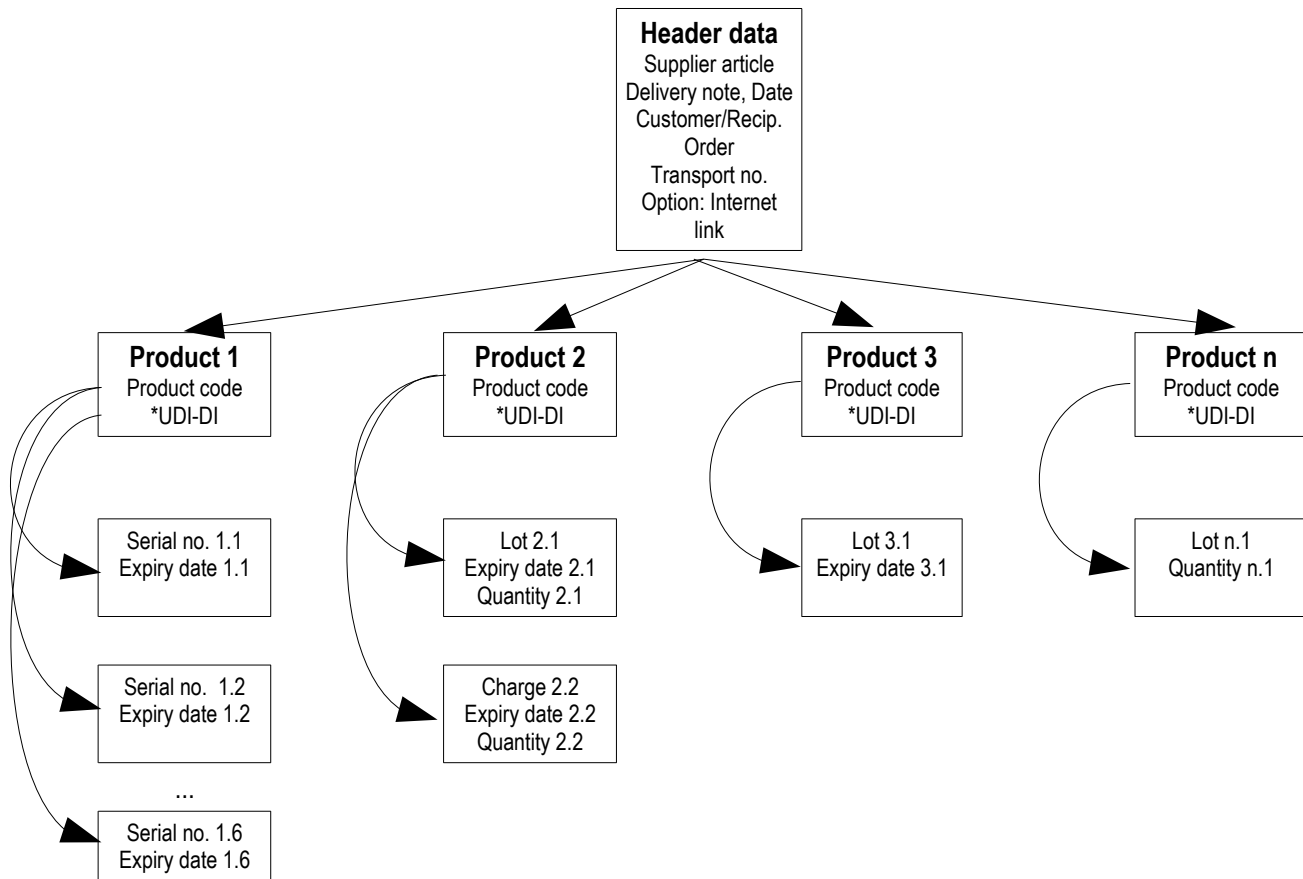 Header data
Supplier article
Delivery note, Date
Customer/Recip.
Order
Transport no.
Option: Internet
link
Product 1
Product code
*UDI-DI
Product 2
Product code
*UDI-DI
Product 3
Product code
*UDI-DI
Product n
Product code
*UDI-DI
Serial no. 1.1
Expiry date 1.1
Lot 2.1
Expiry date 2.1
Quantity 2.1
Lot 3.1
Expiry date 3.1
Lot n.1
Quantity n.1
Serial no. 1.2
Expiry date 1.2
Charge 2.2
Expiry date 2.2
Quantity 2.2
...
Serial no. 1.6
Expiry date 1.6